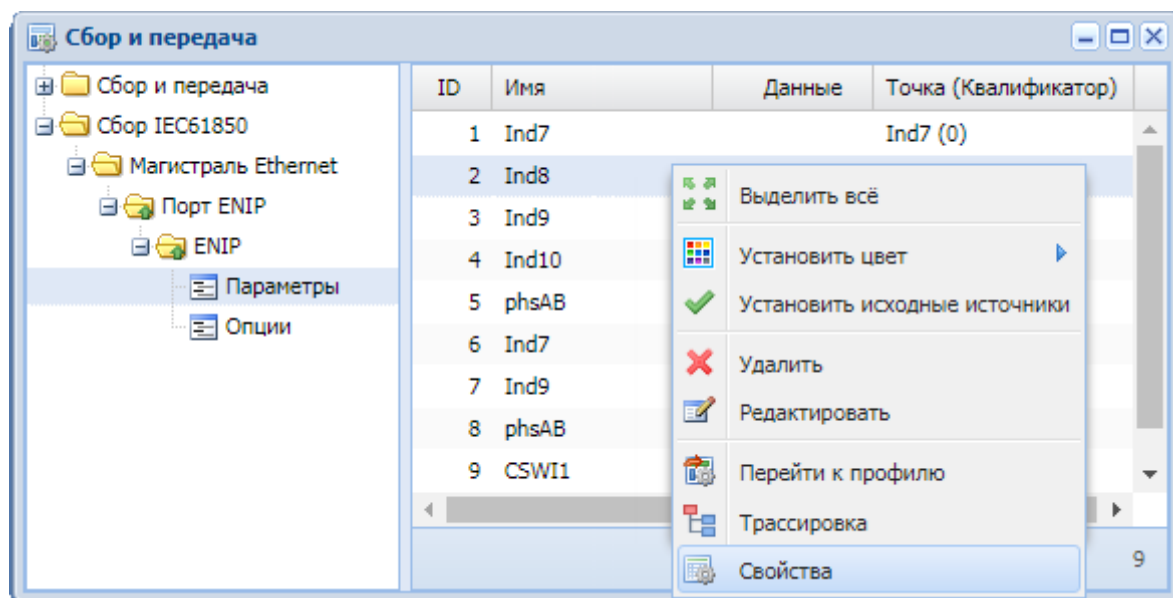 Сбор и передача
Сбор и передача
Сбор IEC61850
Магистраль Ethernet
Порт ENIP
ENIP
Параметры
Опции
ID Имя Данные Точка (Квалификатор)
1 Ind7 Ind7 (0)
2 Ind8
3 Ind9
4 Ind10
5 phsAB
6 Ind7
7 Ind9
8 phsAB
9 CSWI1
9
Выделить всё
Установить цвет
Установить исходные источники
Удалить
Редактировать
Перейти к профилю
Трассировка
Свойства